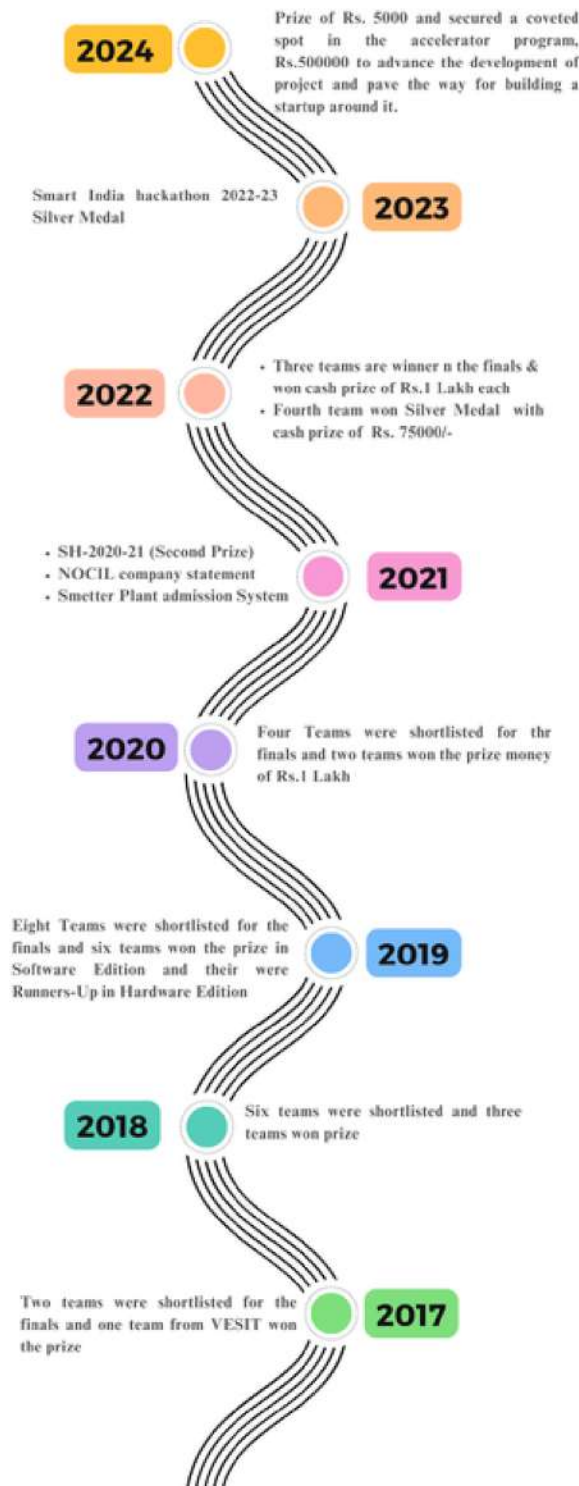 2024
Prize of Rs. 5000 and secured a coveted
spot in the accelerator program,
Rs.500000 to advance the development of
project and pave the way for building a
startup around it.
Smart India hackathon 2022-23
Silver Medal
2023
2022
• Three teams are winner n the finals &
won cash prize of Rs.1 Lakh each
• Fourth team won Silver Medal with
cash prize of Rs. 75000/-
• SH-2020-21 (Second Prize)
• NOCIL company statement
• Smetter Plant admission System
2021
2020
Four Teams were shortlisted for thr
finals and two teams won the prize money
of Rs.1 Lakh
Eight Teams were shortlisted for the
finals and six teams won the prize in
Software Edition and their were
Runners-Up in Hardware Edition
2019
2018
Six teams were shortlisted and three
teams won prize
Two teams were shortlisted for the
finals and one team from VESIT won
the prize
2017